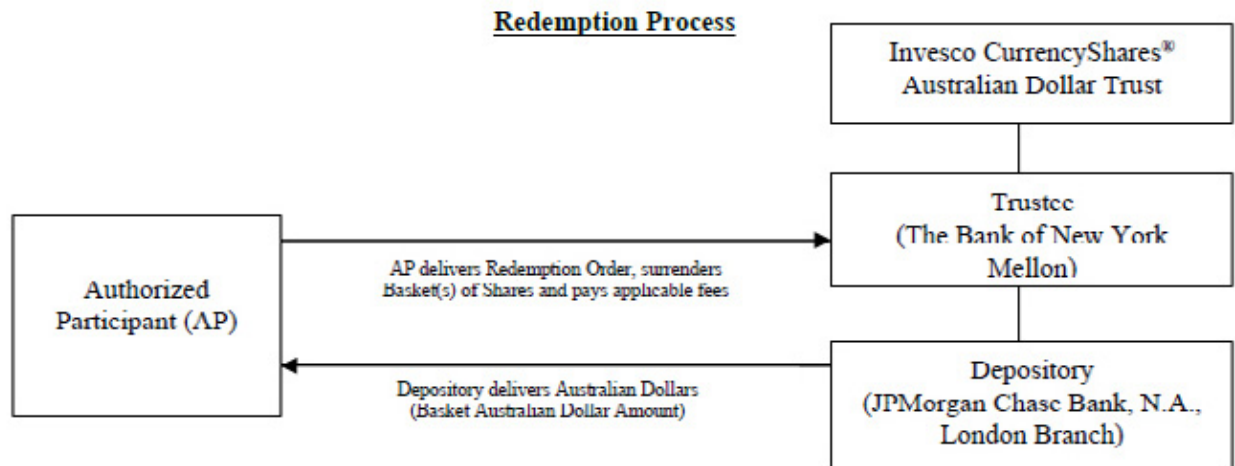 Redemption Process
Invesco CurrencyShares®
Australian Dollar Trust
Trustee
(The Bank of New York
Mellon)
AP delivers Redemption Order, surrenders
Basket(s) of Shares and pays applicable fees
Authorized
Participant (AP)
Depository delivers Australian Dollars
(Basket Australian Dollar Amount)
Depository
(JPMorgan Chase Bank, N.A.,
London Branch)